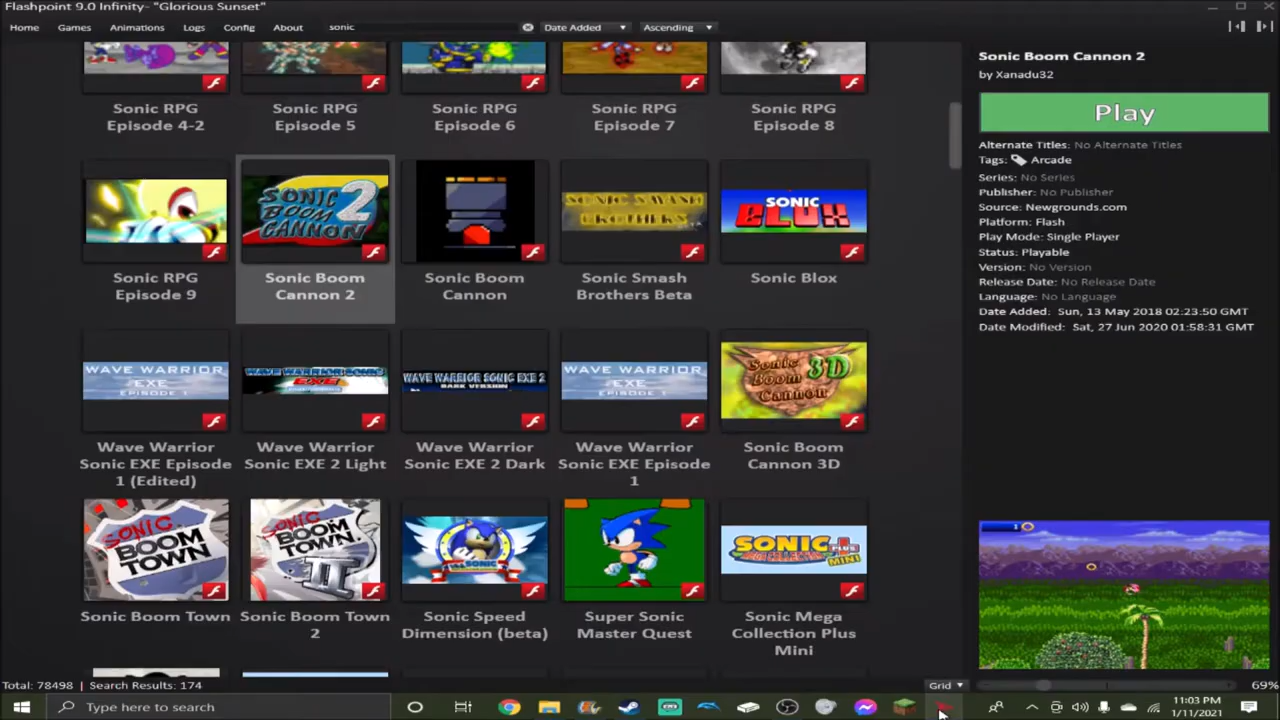 Flashpoint 9.0 Infinity- "Glorious Sunset"
Home Games Animations Logs Config About sonic Date Added Ascending
Sonic RPG Episode 4-2
Sonic RPG Episode 5
Sonic RPG Episode 6
Sonic RPG Episode 7
Sonic RPG Episode 8
SONIC BOOM CANNON 2
SONIC SMASH BROTHERS
SONIC BLOX
Sonic RPG Episode 9
Sonic Boom Cannon 2
Sonic Boom Cannon
Sonic Smash Brothers Beta
Sonic Blox
WAVE WARRIOR
EXE
EPISODE 1
WAVE WARRIOR SONIC
EXE
WAVE WARRIOR SONIC EXE 2
DARK VERSION
WAVE WARRIOR
EXE
EPISODE 1
Sonic Boom Cannon 3D
Wave Warrior Sonic EXE Episode 1 (Edited)
Wave Warrior Sonic EXE 2 Light
Wave Warrior Sonic EXE 2 Dark
Wave Warrior Sonic EXE Episode 1
Sonic Boom Cannon 3D
SONIC BOOM TOWN
SONIC BOOM TOWN II
SONIC
SONIC MEGA COLLECTION PLUS MINI
Sonic Boom Town
Sonic Boom Town 2
Sonic Speed Dimension (beta)
Super Sonic Master Quest
Sonic Mega Collection Plus Mini
Sonic Boom Cannon 2
by Xanadu32
Play
Alternate Titles: No Alternate Titles
Tags: Arcade
Series: No Series
Publisher: No Publisher
Source: Newgrounds.com
Platform: Flash
Play Mode: Single Player
Status: Playable
Version: No Version
Release Date: No Release Date
Language: No Language
Date Added: Sun, 13 May 2018 02:23:50 GMT
Date Modified: Sat, 27 Jun 2020 01:58:31 GMT
1
Total: 78498 | Search Results: 174
Grid
69%
Type here to search
11:03 PM
1/11/2021